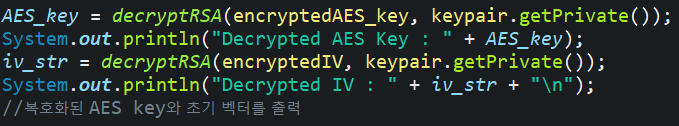 AES_key = decryptRSA(encryptedAES_key, keypair.getPrivate());
System.out.println("Decrypted AES Key : " + AES_key);
iv_str = decryptRSA(encryptedIV, keypair.getPrivate());
System.out.println("Decrypted IV : " + iv_str + "\n");
//복호화된 AES key와 초기 벡터를 출력